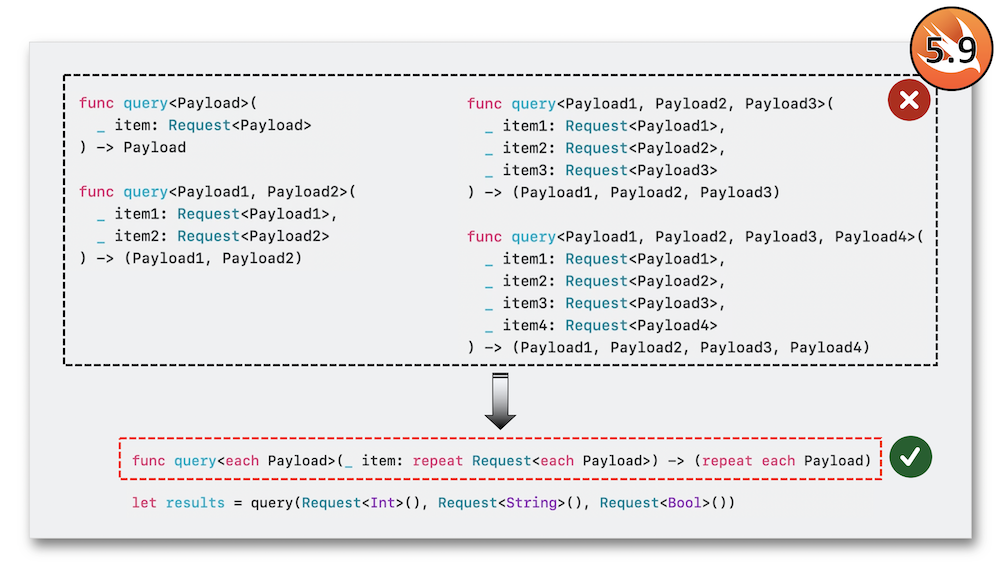 5.9
func query<Payload>(
  _ item: Request<Payload>
) -> Payload
func query<Payload1, Payload2>(
  _ item1: Request<Payload1>,
  _ item2: Request<Payload2>
) -> (Payload1, Payload2)
func query<Payload1, Payload2, Payload3>(
  _ item1: Request<Payload1>,
  _ item2: Request<Payload2>,
  _ item3: Request<Payload3>
) -> (Payload1, Payload2, Payload3)
func query<Payload1, Payload2, Payload3, Payload4>(
  _ item1: Request<Payload1>,
  _ item2: Request<Payload2>,
  _ item3: Request<Payload3>,
  _ item4: Request<Payload4>
) -> (Payload1, Payload2, Payload3, Payload4)
func query<each Payload>(_ item: repeat Request<each Payload>) -> (repeat each Payload)
let results = query(Request<Int>(), Request<String>(), Request<Bool>())